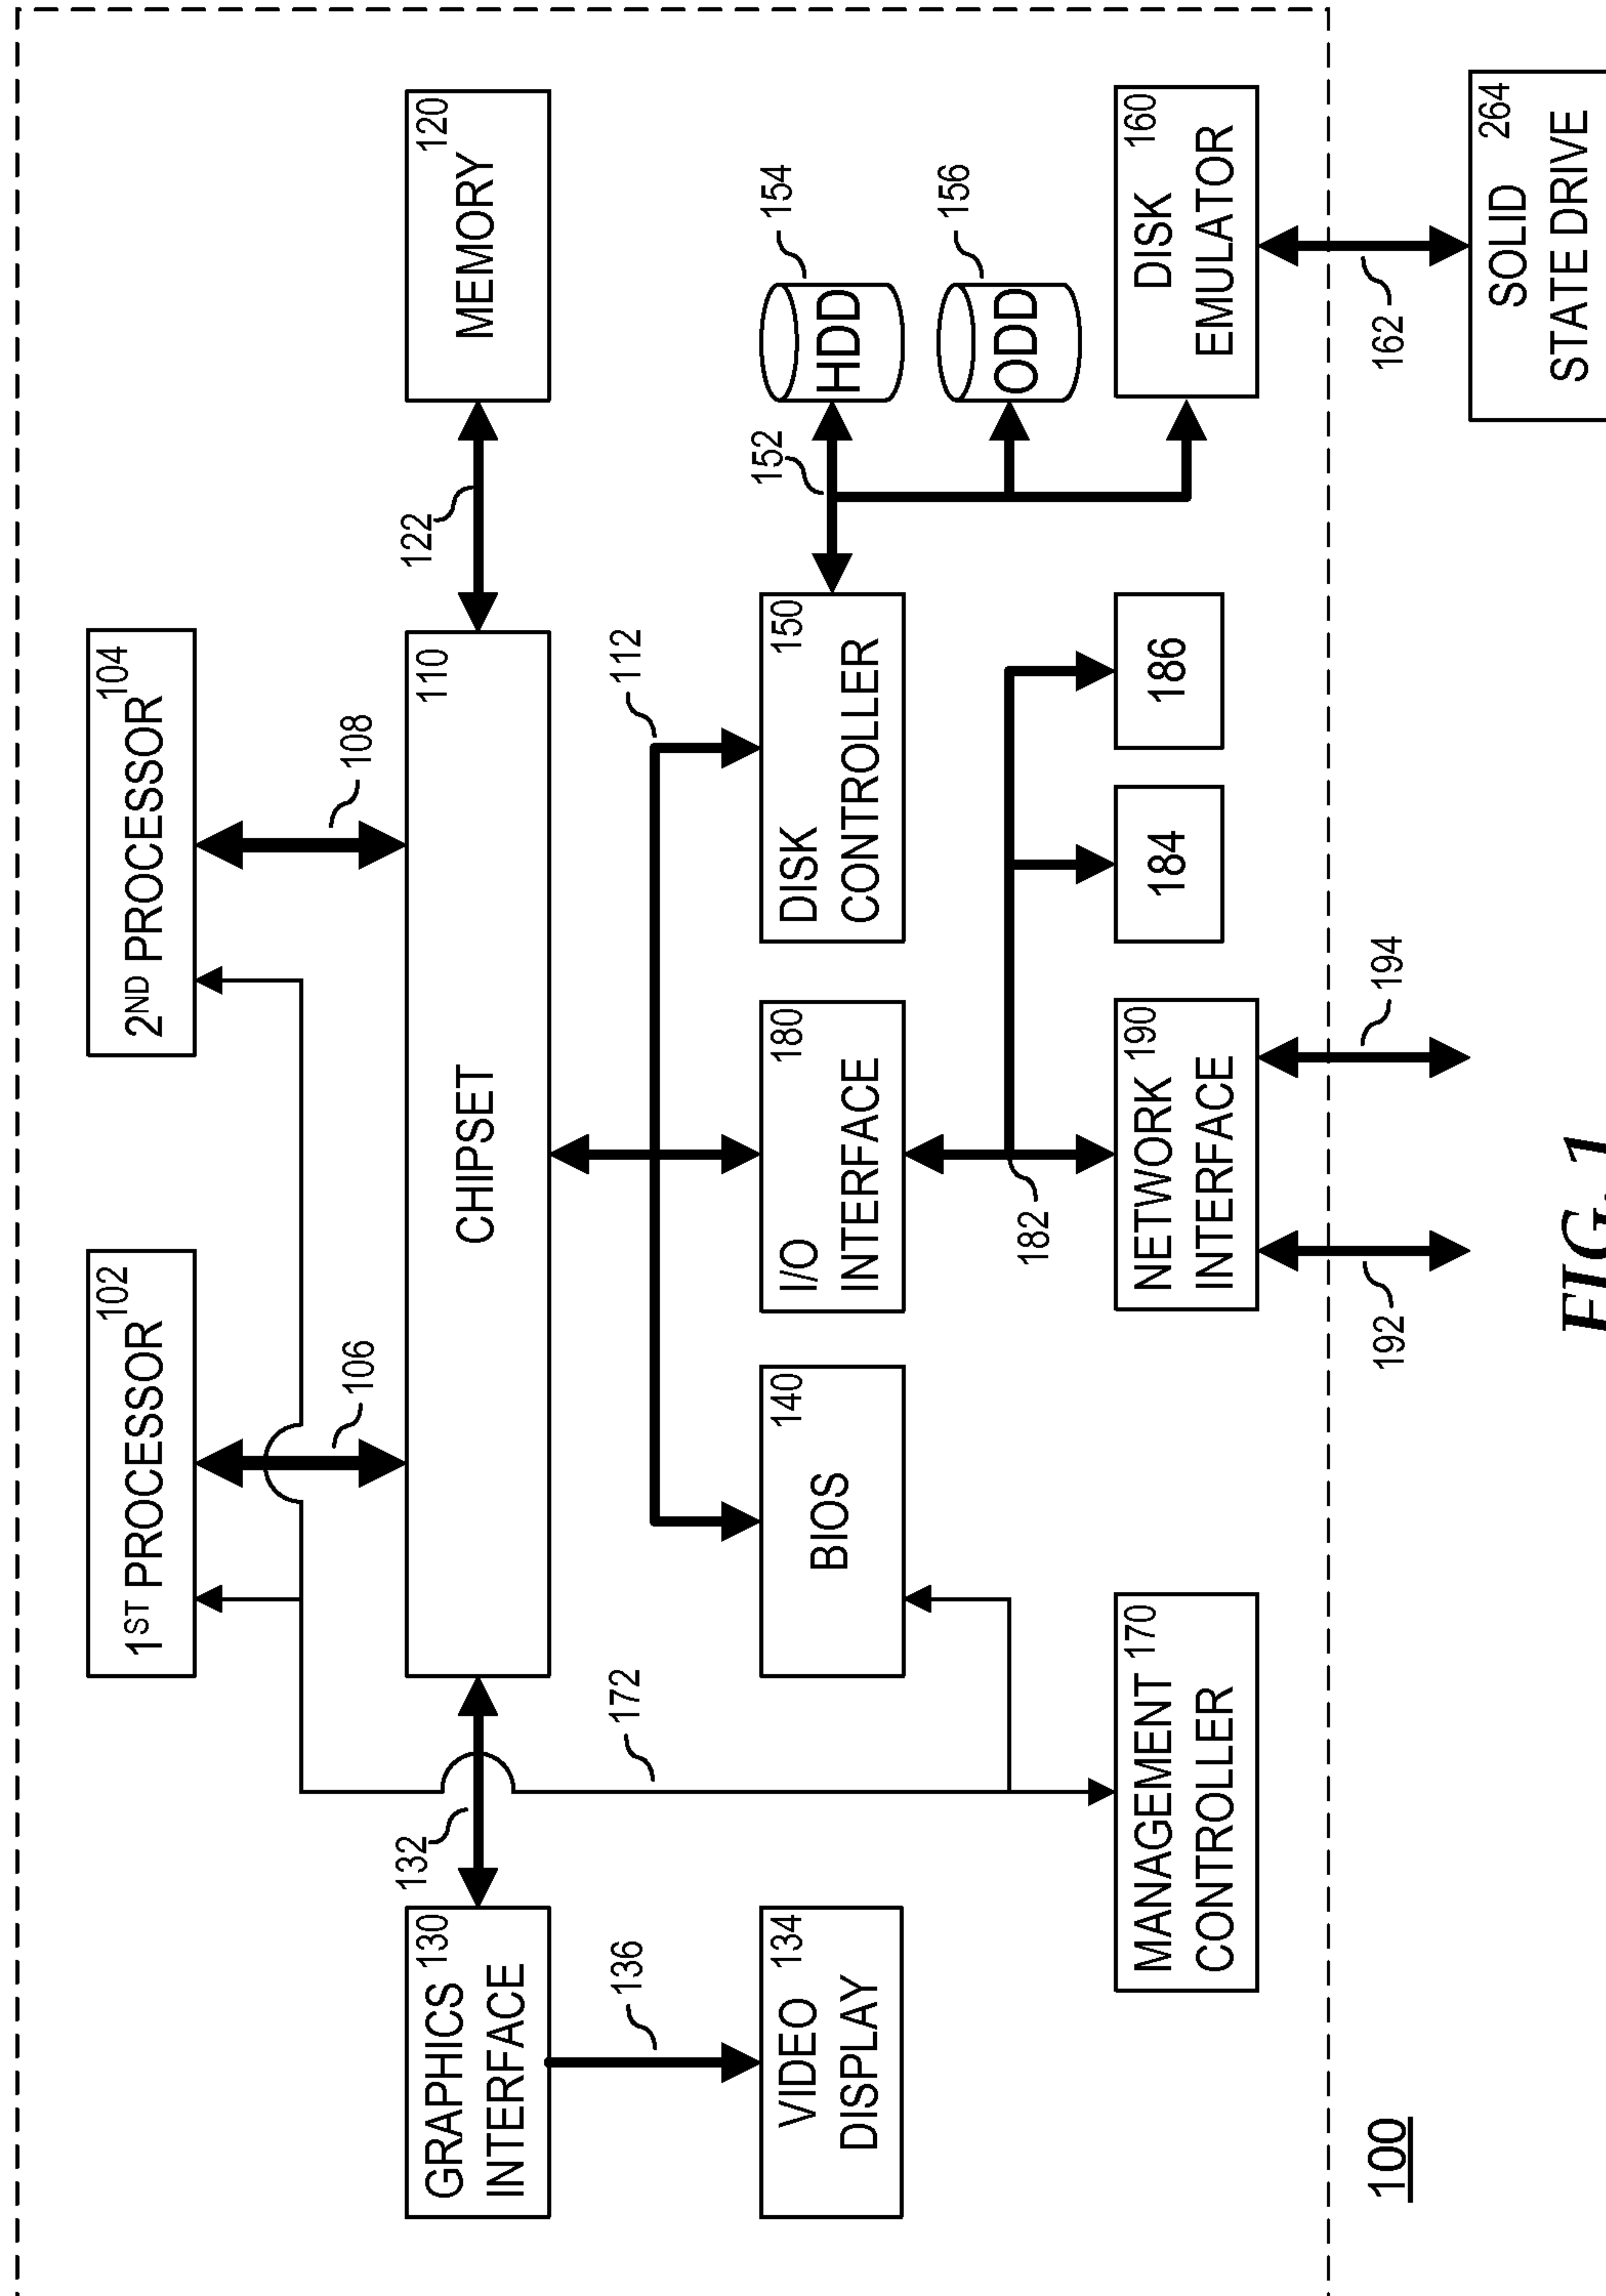 1ST PROCESSOR
102
2ND PROCESSOR
104
106
108
GRAPHICS
130
INTERFACE
132
CHIPSET
110
122
MEMORY
120
136
172
112
VIDEO
134
DISPLAY
BIOS
140
I/O
180
INTERFACE
DISK
150
CONTROLLER
152
HDD
154
ODD
156
182
MANAGEMENT
170
CONTROLLER
NETWORK
190
INTERFACE
184
186
DISK
160
EMULATOR
100
192
194
162
SOLID
264
STATE DRIVE
FIG. 1